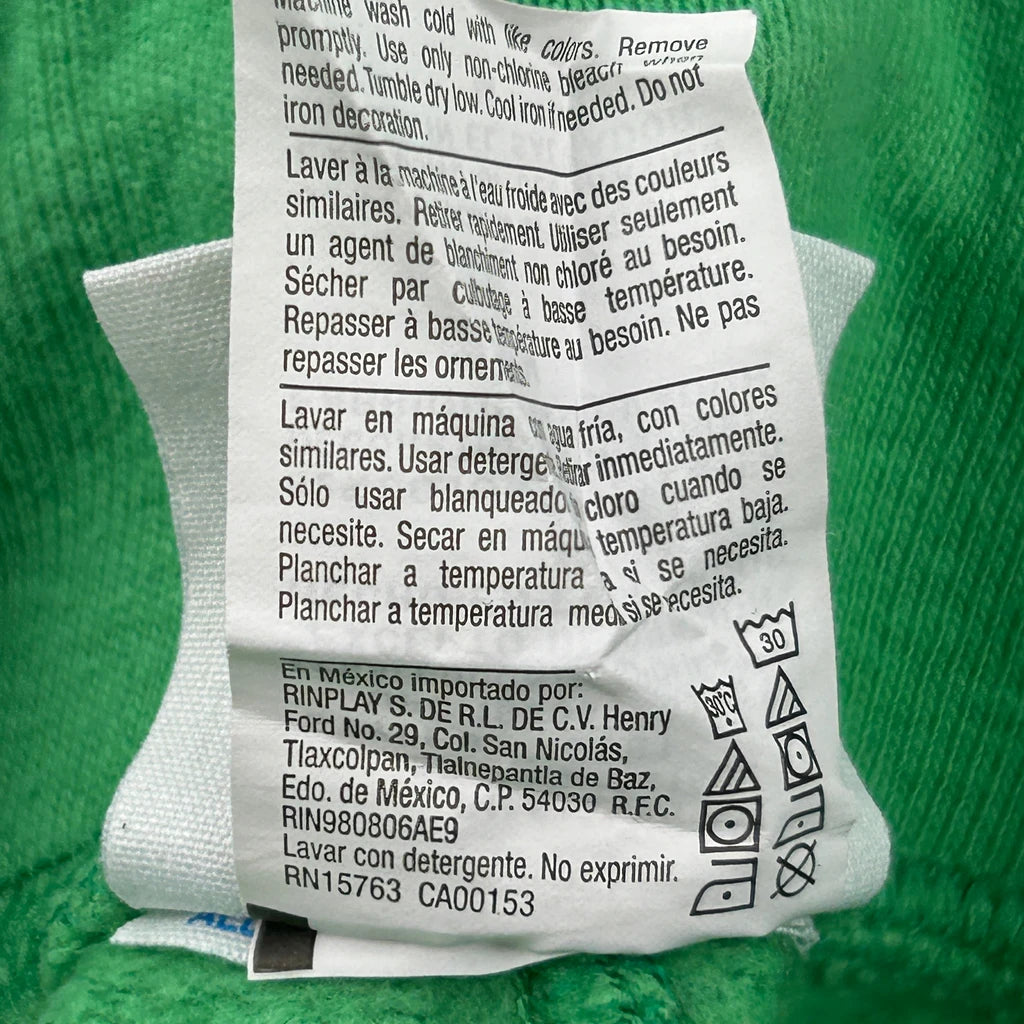 Machine wash cold with like colors. Remove
promptly. Use only non-chlorine bleach when
needed. Tumble dry low. Cool iron if needed. Do not
iron decoration.
Laver à la machine à l'eau froide avec des couleurs
similaires. Retirer rapidement. Utiliser seulement
un agent de blanchiment non chloré au besoin.
Sécher par culbutage à basse température.
Repasser à basse température au besoin. Ne pas
repasser les ornements.
Lavar en máquina con agua fría, con colores
similares. Usar deterge Retirar inmediatamente.
Sólo usar blanqueado cloro cuando se
necesite. Secar en máqu temperatura baja.
Planchar a temperatura a si se necesita.
Planchar a temperatura med si se necesita.
30
30°C
En México importado por:
RINPLAY S. DE R.L. DE C.V. Henry
Ford No. 29, Col. San Nicolás,
Tlaxcolpan, Tlalnepantla de Baz,
Edo. de México, C.P. 54030 R.F.C.
RIN980806AE9
Lavar con detergente. No exprimir.
RN15763 CA00153